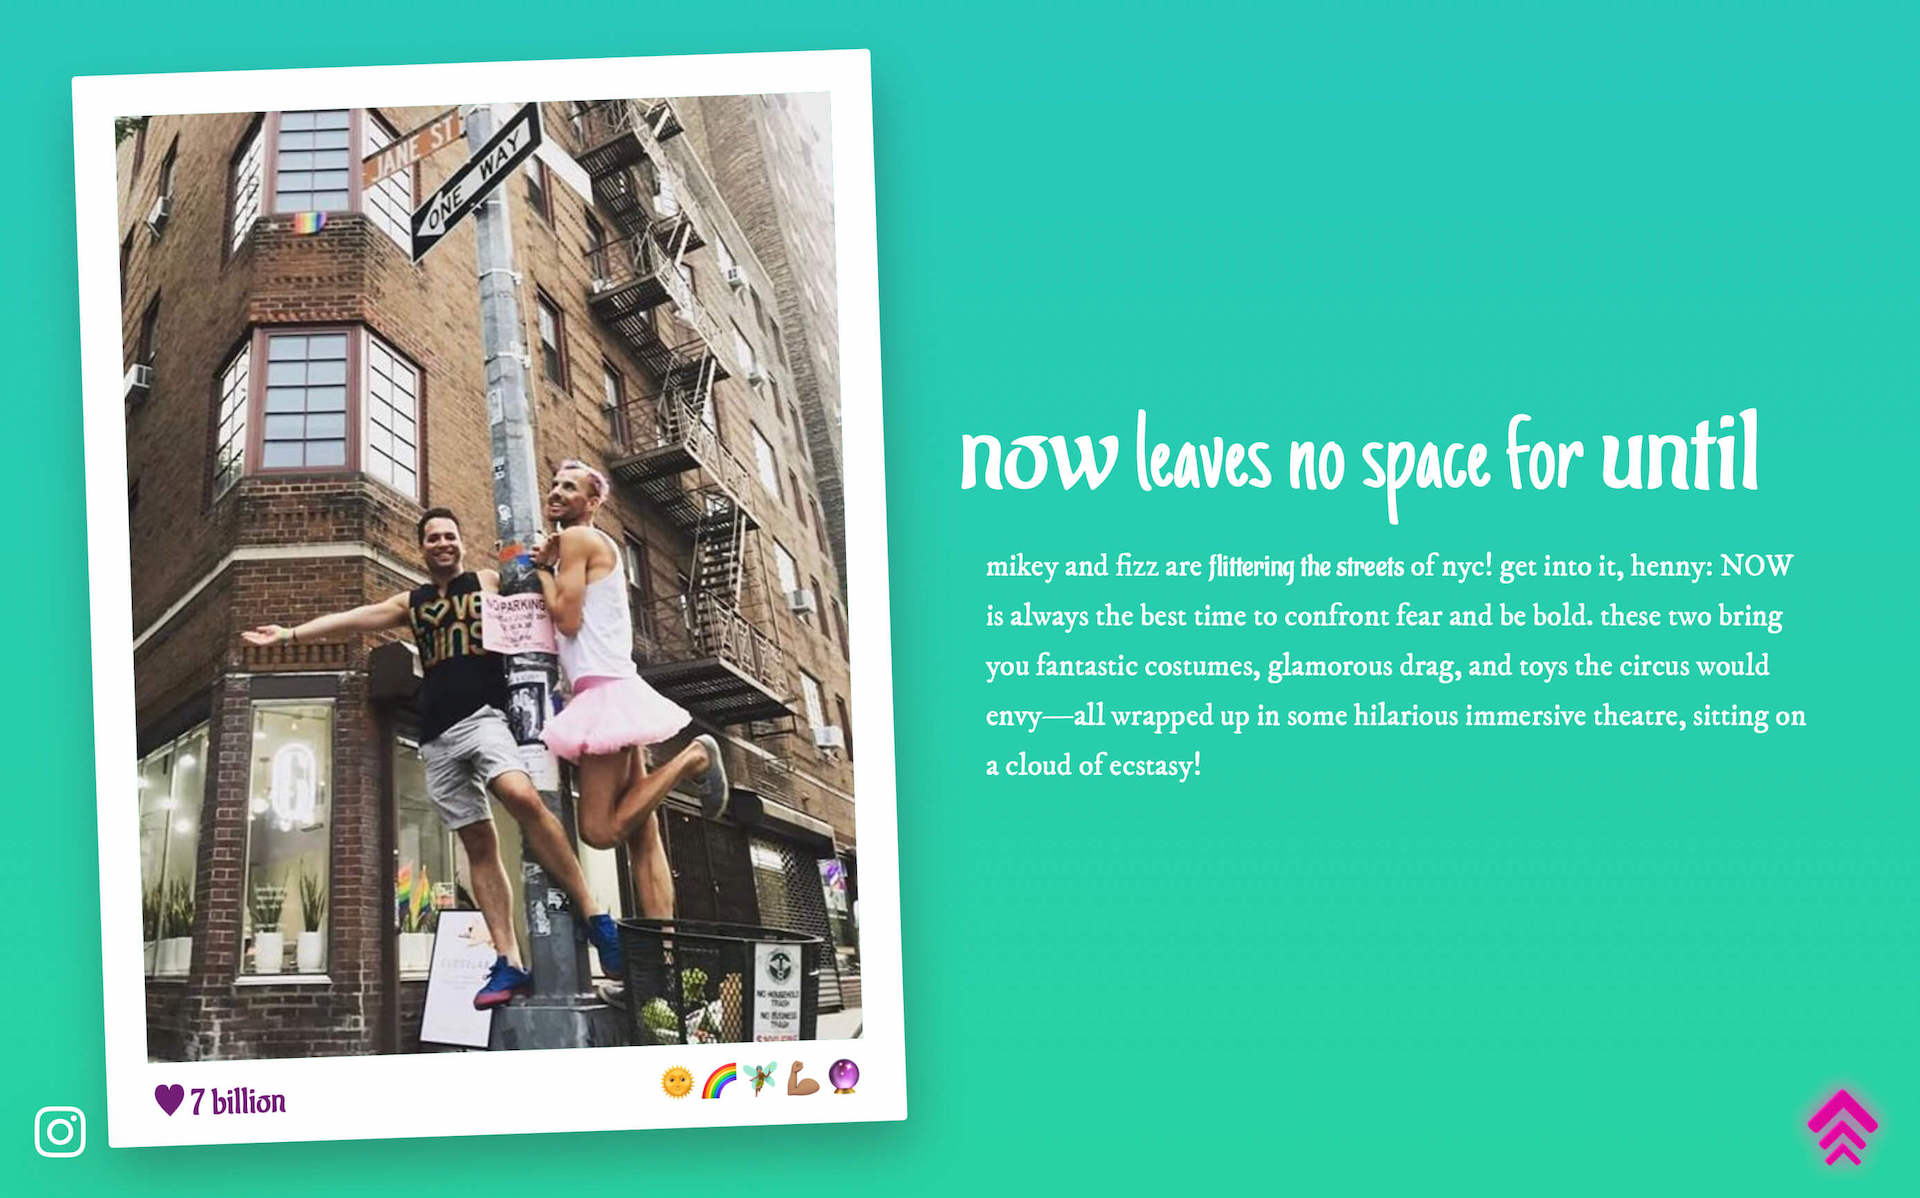 JANE ST
ONE WAY
LOVE
WINS
NO PARKING
NO HOUSEHOLD
TRASH
NO BUSINESS
TRASH
7 billion
now leaves no space for until
mikey and fizz are flittering the streets of nyc! get into it, henny: NOW
is always the best time to confront fear and be bold. these two bring
you fantastic costumes, glamorous drag, and toys the circus would
envy—all wrapped up in some hilarious immersive theatre, sitting on
a cloud of ecstasy!